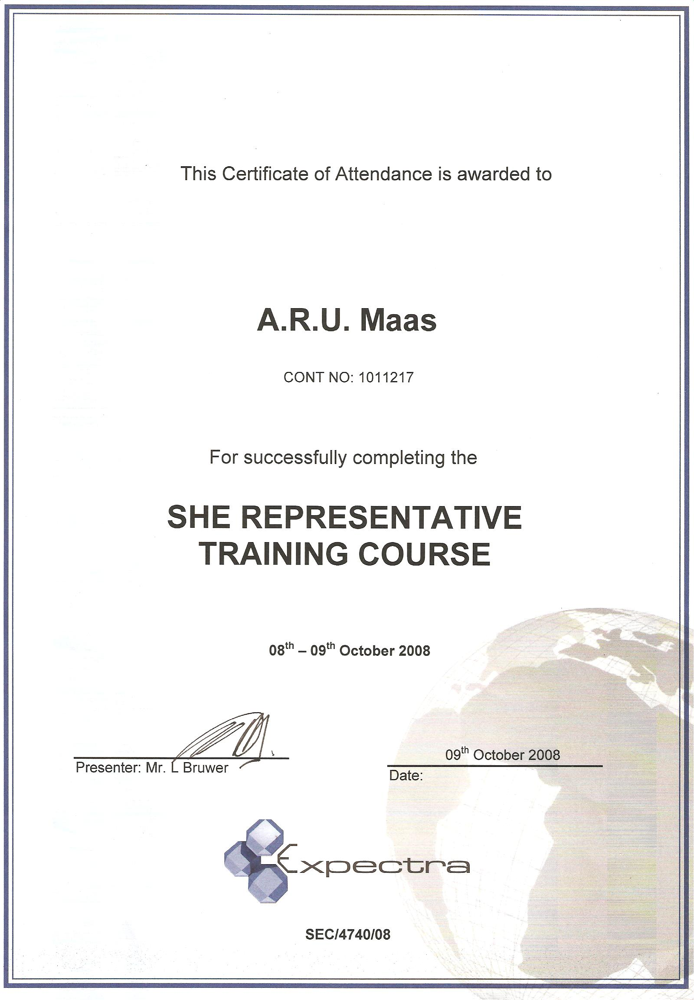 This Certificate of Attendance is awarded to
A.R.U. Maas
CONT NO: 1011217
For successfully completing the
SHE REPRESENTATIVE
TRAINING COURSE
08th – 09th October 2008
Presenter: Mr. L Bruwer
09th October 2008
Date:
Expectra
SEC/4740/08